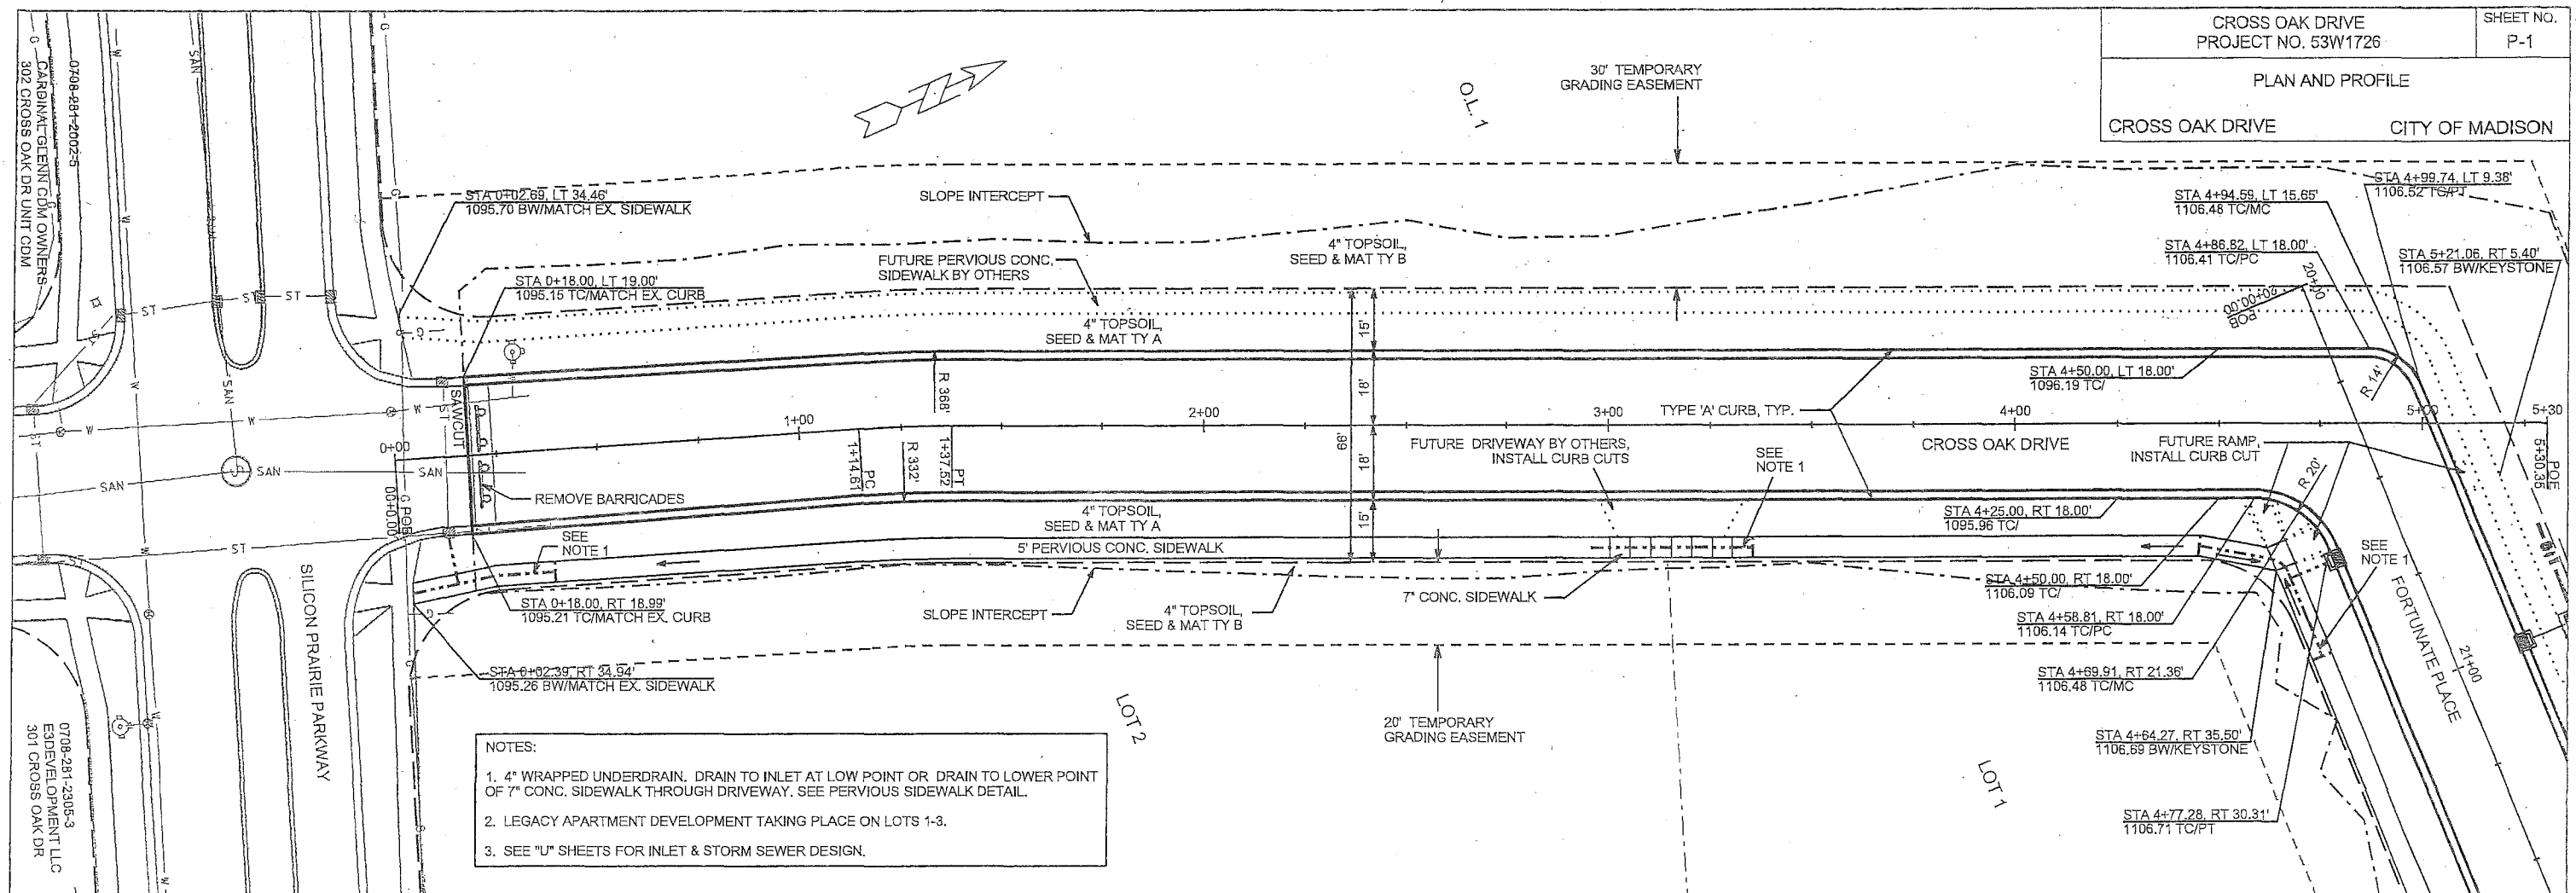 CROSS OAK DRIVE
PROJECT NO. 53W1726
SHEET NO.
P-1
PLAN AND PROFILE
CROSS OAK DRIVE
CITY OF MADISON
30' TEMPORARY
GRADING EASEMENT
O.L. 1
0708-281-2002-5
CARDINAL GLENN CDM OWNERS
302 CROSS OAK DR UNIT CDM
STA 0+02.69, LT 34.46'
1095.70 BW/MATCH EX. SIDEWALK
SLOPE INTERCEPT
4" TOPSOIL,
SEED & MAT TY B
FUTURE PERVIOUS CONC.
SIDEWALK BY OTHERS
STA 0+18.00, LT 19.00'
1095.15 TC/MATCH EX. CURB
4" TOPSOIL,
SEED & MAT TY A
STA 4+99.74, LT 9.38'
1106.52 TC/PT
STA 4+94.59, LT 15.65'
1106.48 TC/MC
STA 4+86.82, LT 18.00'
1106.41 TC/PC
STA 5+21.06, RT 5.40'
1106.57 BW/KEYSTONE
20+00
20+00.00
POB
STA 4+50.00, LT 18.00'
1096.19 TC/
R 14'
15'
18'
66'
18'
15'
R 368'
R 332'
SAWCUT
0+00
1+00
2+00
3+00
4+00
5+00
5+30
TYPE 'A' CURB, TYP.
FUTURE DRIVEWAY BY OTHERS,
INSTALL CURB CUTS
SEE
NOTE 1
CROSS OAK DRIVE
FUTURE RAMP,
INSTALL CURB CUT
POE
5+30.35
R 20'
PC
1+14.61
PT
1+37.52
REMOVE BARRICADES
POB
00+0.00
STA 4+25.00, RT 18.00'
1095.96 TC/
4" TOPSOIL,
SEED & MAT TY A
5' PERVIOUS CONC. SIDEWALK
SEE
NOTE 1
SEE
NOTE 1
STA 4+50.00, RT 18.00'
1106.09 TC/
7" CONC. SIDEWALK
STA 0+18.00, RT 18.99'
1095.21 TC/MATCH EX. CURB
SLOPE INTERCEPT
4" TOPSOIL,
SEED & MAT TY B
STA 4+58.81, RT 18.00'
1106.14 TC/PC
FORTUNATE PLACE
21+00
STA 0+02.39, RT 34.94'
1095.26 BW/MATCH EX. SIDEWALK
STA 4+69.91, RT 21.36'
1106.48 TC/MC
SILICON PRAIRIE PARKWAY
LOT 2
20' TEMPORARY
GRADING EASEMENT
STA 4+64.27, RT 35.50'
1106.69 BW/KEYSTONE
LOT 1
STA 4+77.28, RT 30.31'
1106.71 TC/PT
0708-281-2305-3
E3DEVELOPMENT LLC
301 CROSS OAK DR
NOTES:
1. 4" WRAPPED UNDERDRAIN. DRAIN TO INLET AT LOW POINT OR DRAIN TO LOWER POINT
OF 7" CONC. SIDEWALK THROUGH DRIVEWAY. SEE PERVIOUS SIDEWALK DETAIL.
2. LEGACY APARTMENT DEVELOPMENT TAKING PLACE ON LOTS 1-3.
3. SEE "U" SHEETS FOR INLET & STORM SEWER DESIGN.